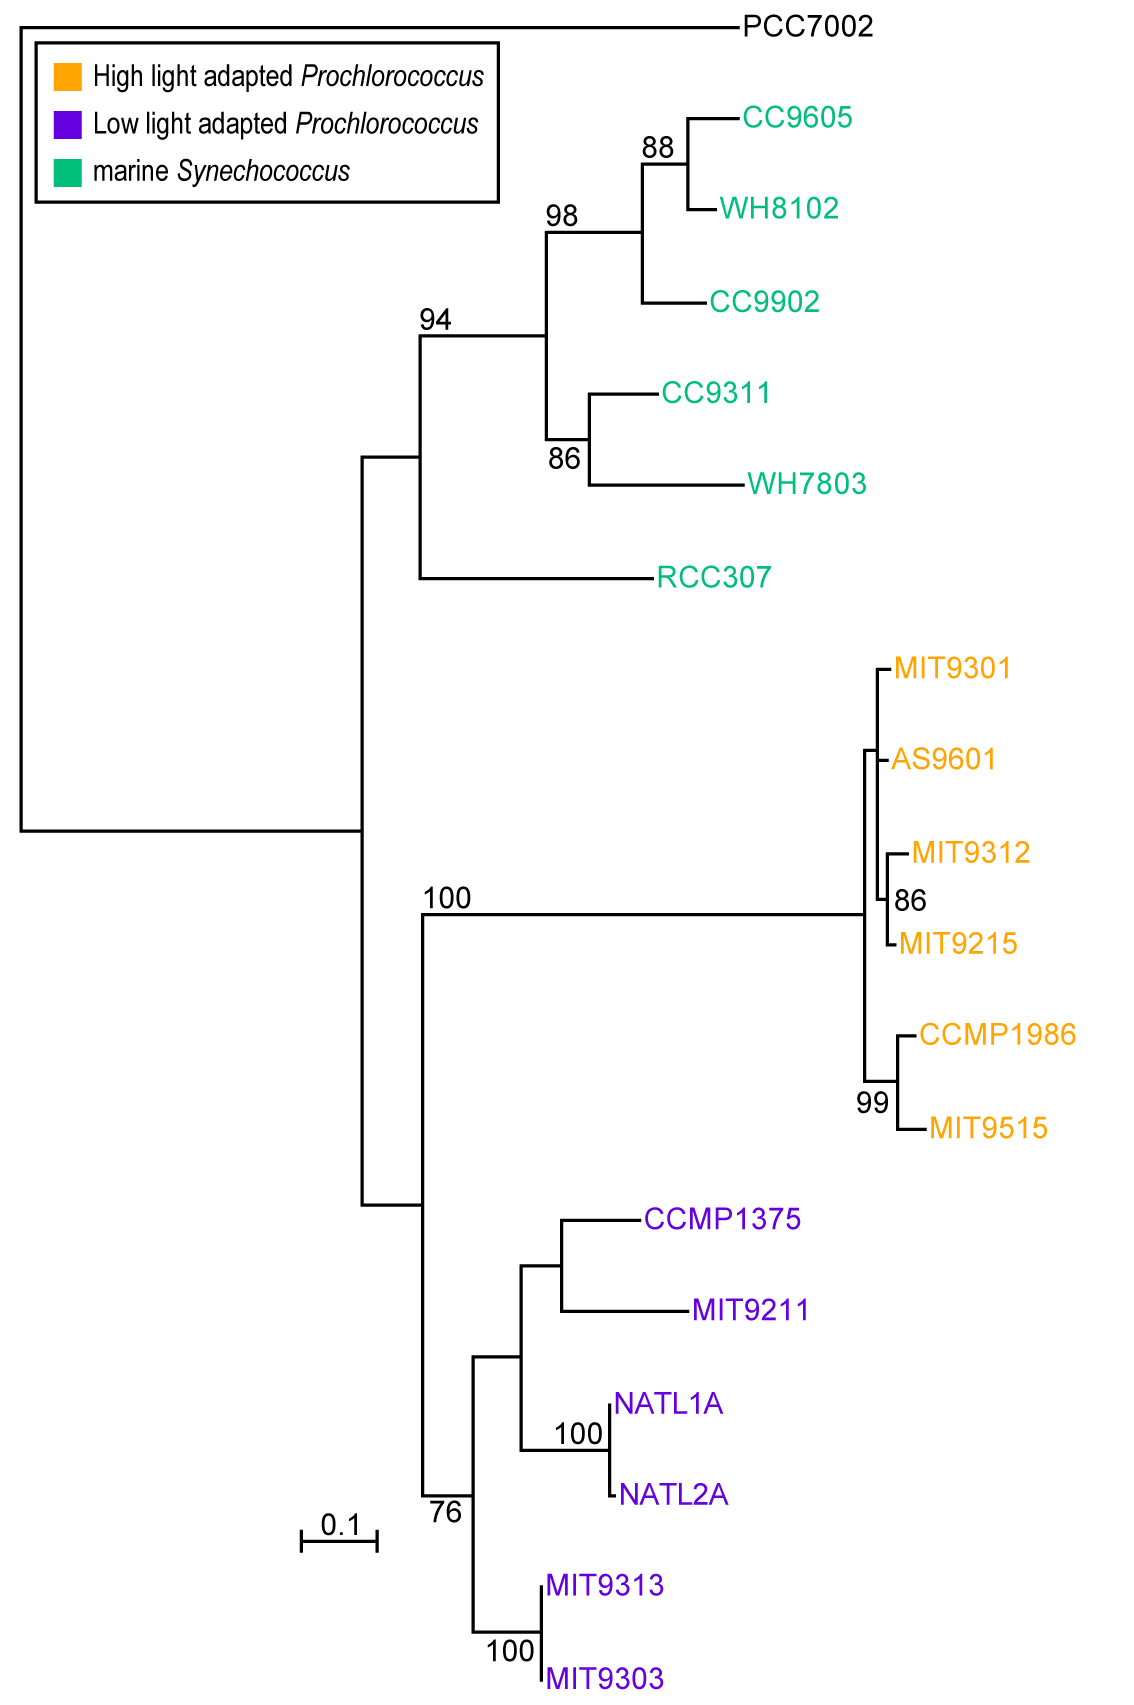 PCC7002
High light adapted Prochlorococcus
Low light adapted Prochlorococcus
marine Synechococcus
CC9605
88
WH8102
98
CC9902
94
CC9311
86
WH7803
RCC307
MIT9301
AS9601
MIT9312
86
100
MIT9215
CCMP1986
99
MIT9515
CCMP1375
MIT9211
NATL1A
100
NATL2A
76
0.1
MIT9313
100
MIT9303